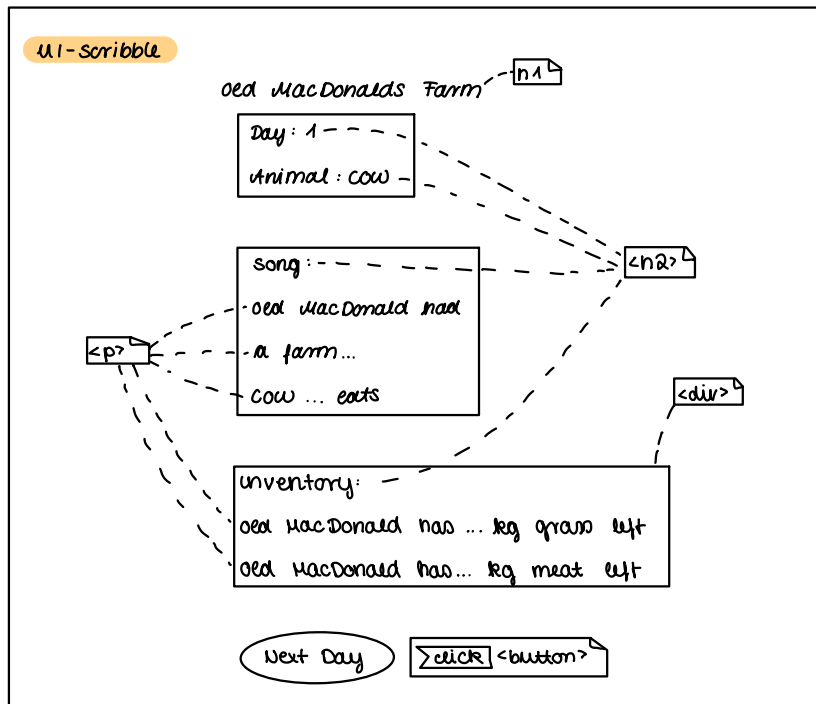 UI-scribble
Old MacDonalds Farm
h1
Day: 1
Animal: cow
<h2>
song:
old MacDonald had
a farm...
cow ... eats
<p>
<div>
inventory:
old MacDonald has ... kg grass left
old MacDonald has... kg meat left
Next Day
click <button>